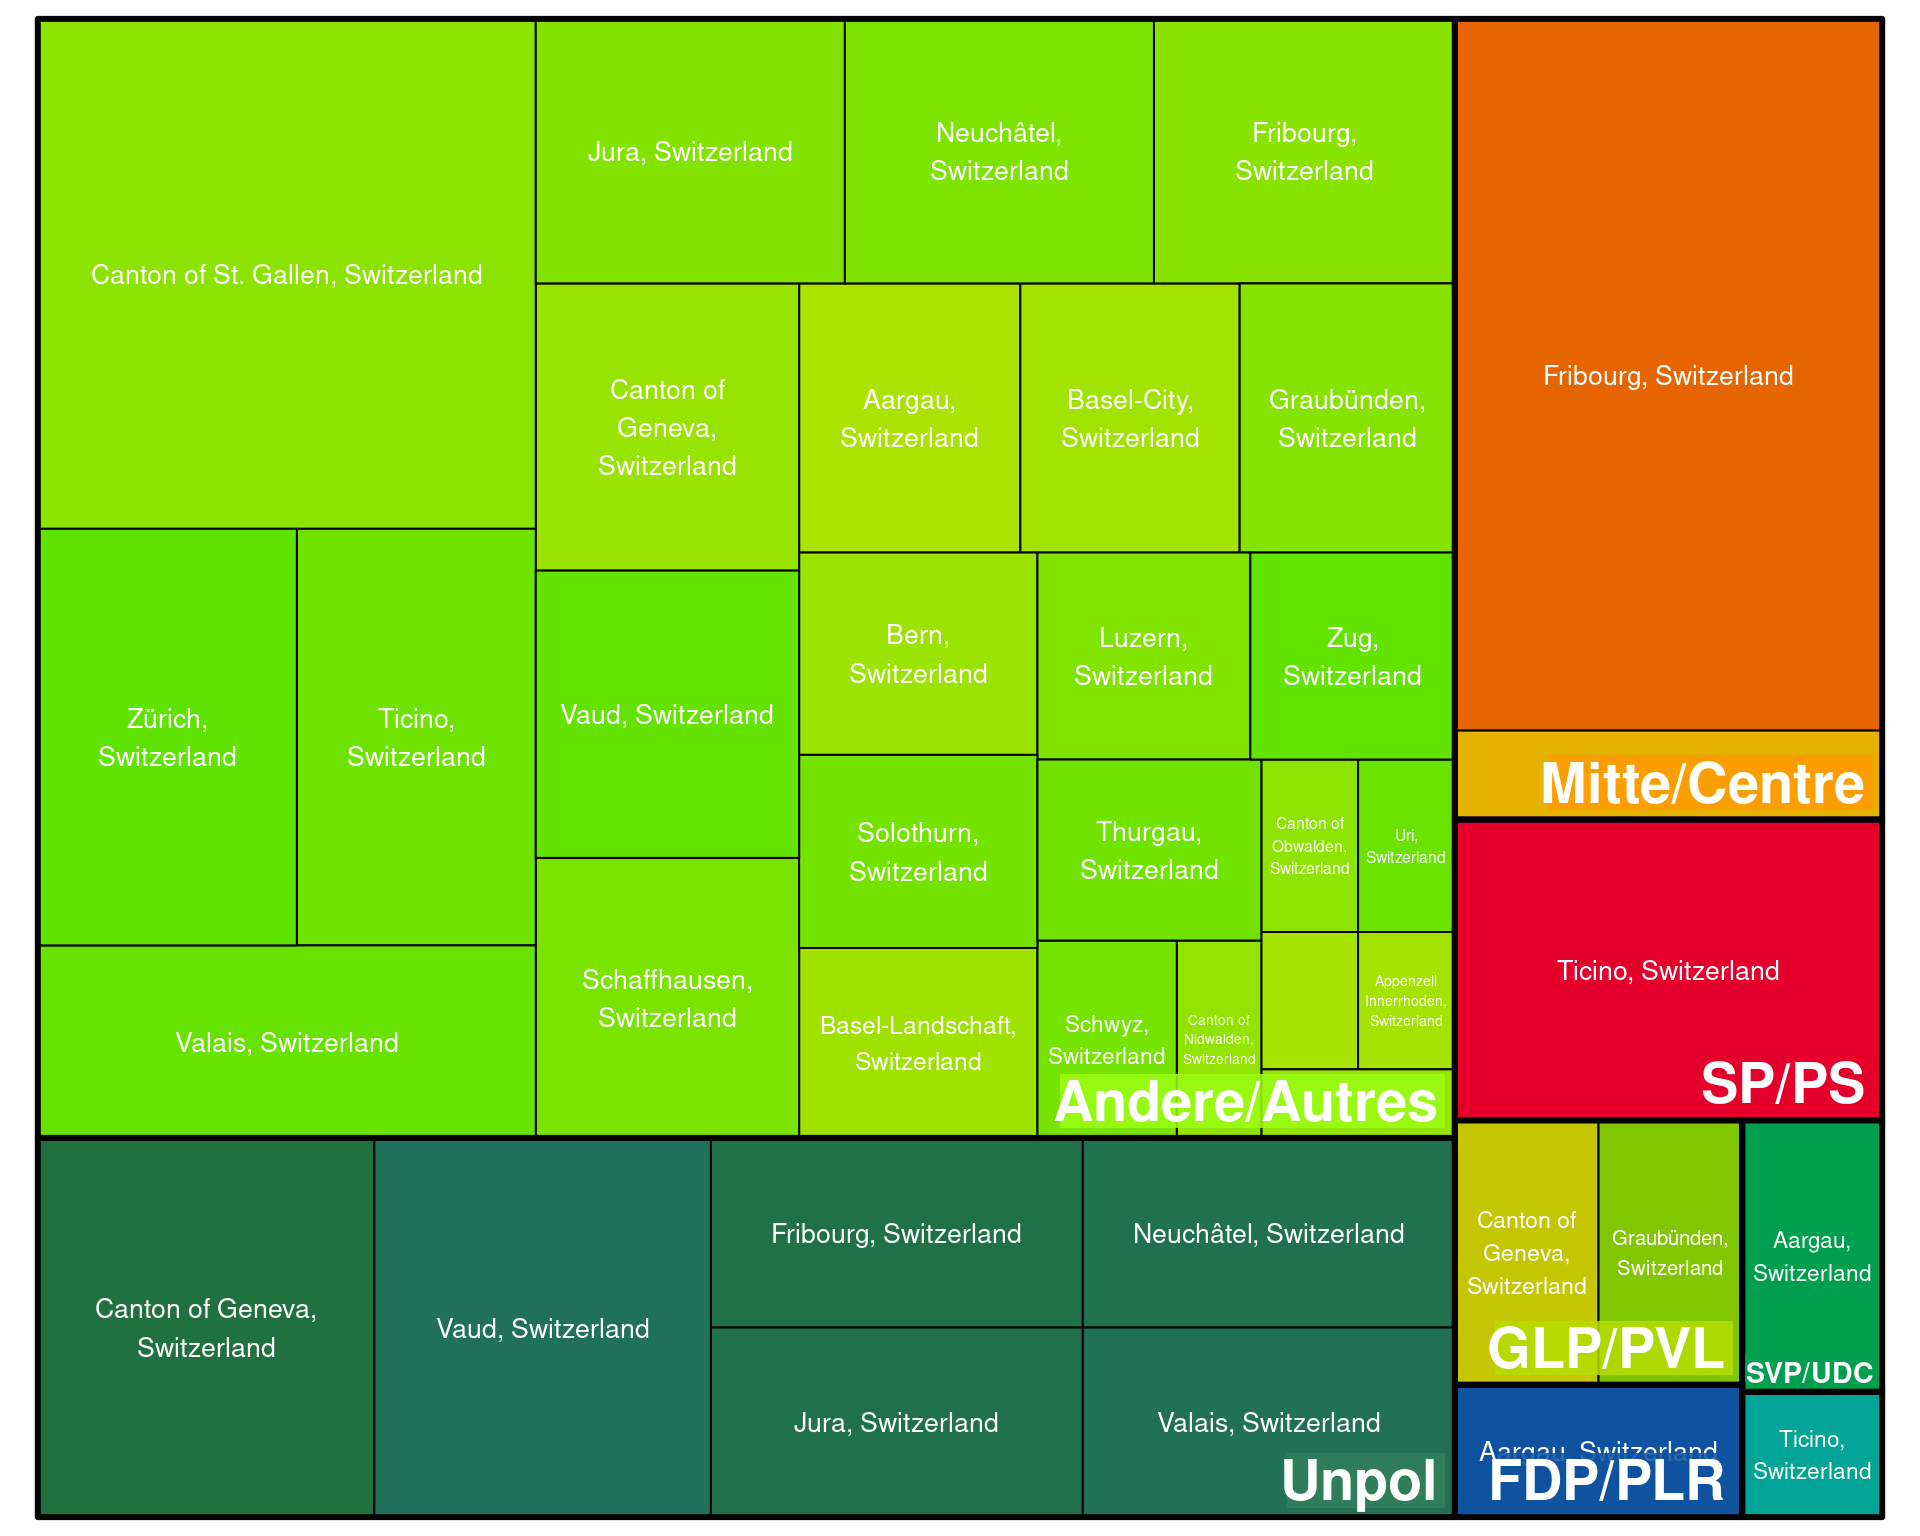 Canton of St. Gallen, Switzerland
Jura, Switzerland
Neuchâtel,
Switzerland
Fribourg,
Switzerland
Canton of
Geneva,
Switzerland
Aargau,
Switzerland
Basel-City,
Switzerland
Graubünden,
Switzerland
Zürich,
Switzerland
Ticino,
Switzerland
Vaud, Switzerland
Bern,
Switzerland
Luzern,
Switzerland
Zug,
Switzerland
Solothurn,
Switzerland
Thurgau,
Switzerland
Canton of
Obwalden,
Switzerland
Uri,
Switzerland
Valais, Switzerland
Schaffhausen,
Switzerland
Basel-Landschaft,
Switzerland
Schwyz,
Switzerland
Canton of
Nidwalden,
Switzerland
Appenzell
Innerrhoden,
Switzerland
Andere/Autres
Canton of Geneva,
Switzerland
Vaud, Switzerland
Fribourg, Switzerland
Neuchâtel, Switzerland
Jura, Switzerland
Valais, Switzerland
Unpol
Fribourg, Switzerland
Mitte/Centre
Ticino, Switzerland
SP/PS
Canton of
Geneva,
Switzerland
Graubünden,
Switzerland
GLP/PVL
Aargau,
Switzerland
SVP/UDC
Aargau, Switzerland
FDP/PLR
Ticino,
Switzerland